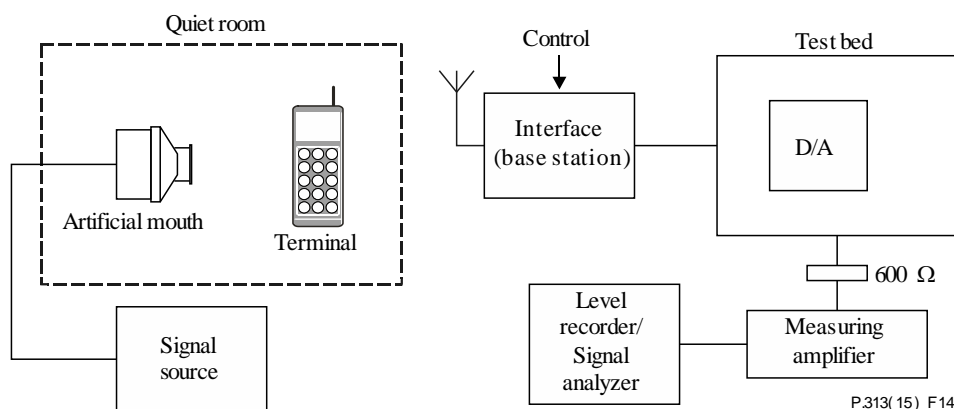 Quiet room
Artificial mouth
Terminal
Signal
source
Control
Interface
(base station)
Test bed
D/A
600 Ω
Level
recorder/
Signal
analyzer
Measuring
amplifier
P.313(15)_F14